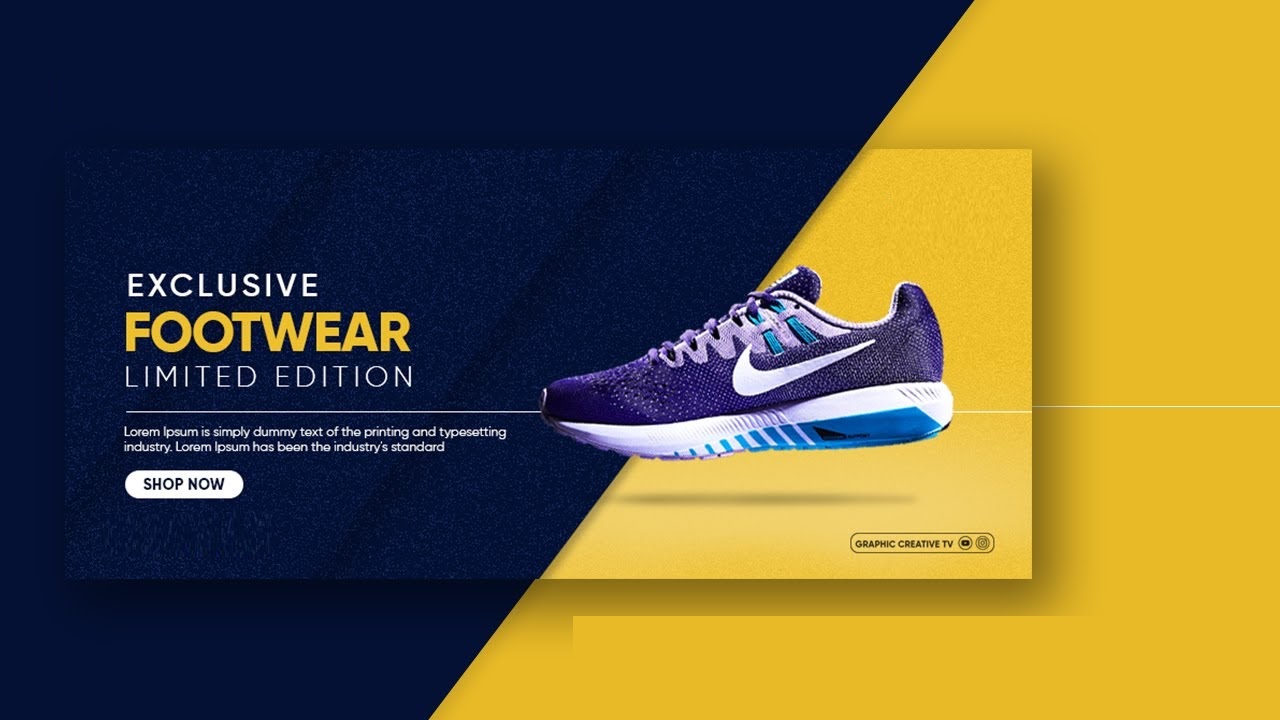 EXCLUSIVE
FOOTWEAR
LIMITED EDITION
Lorem Ipsum is simply dummy text of the printing and typesetting
industry. Lorem Ipsum has been the industry's standard
SHOP NOW
GRAPHIC CREATIVE TV